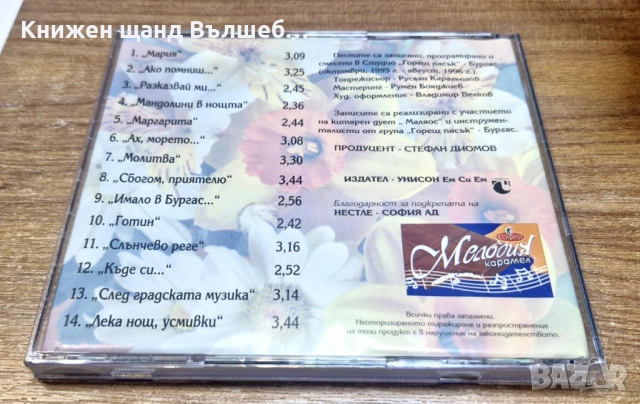 Книжен щанд Вълшеб...
1. „Мария“ 3,09
2. „Ако помниш...“ 3,25
3. „Разказвай ми...“ 2,45
4. „Мандолини в нощта“ 2,36
5. „Маргарита“ 2,44
6. „Ах, морето...“ 3,08
7. „Молитва“ 3,30
8. „Сбогом, приятелю“ 3,44
9. „Имало в Бургас...“ 2,56
10. „Готин“ 2,42
11. „Слънчево реге“ 3,16
12. „Къде си...“ 2,52
13. „След градската музика“ 3,14
14. „Лека нощ, усмивки“ 3,44
Песните са записани, програмирани и
смесени в Студио „Горещ пясък“ - Бургас
(октомври, 1995 г. - август, 1996 г.).
Тонрежисьор - Руслан Карагьозов
Мастеринг - Румен Бояджиев
Худ. оформление - Владимир Велков
Записите са реализирани с участието
на китарен дует „Маляос“ и инструмен-
талисти от група „Горещ пясък“ - Бургас.
ПРОДУЦЕНТ - СТЕФАН ДИОМОВ
ИЗДАТЕЛ - УНИСОН Ем Си Ем
Благодарност за подкрепата на
НЕСТЛЕ - СОФИЯ АД
Мелодия
карамел
Всички права запазени.
Неоторизираното тиражиране и разпространение
на този продукт е в нарушение на законодателството.
BAZAR